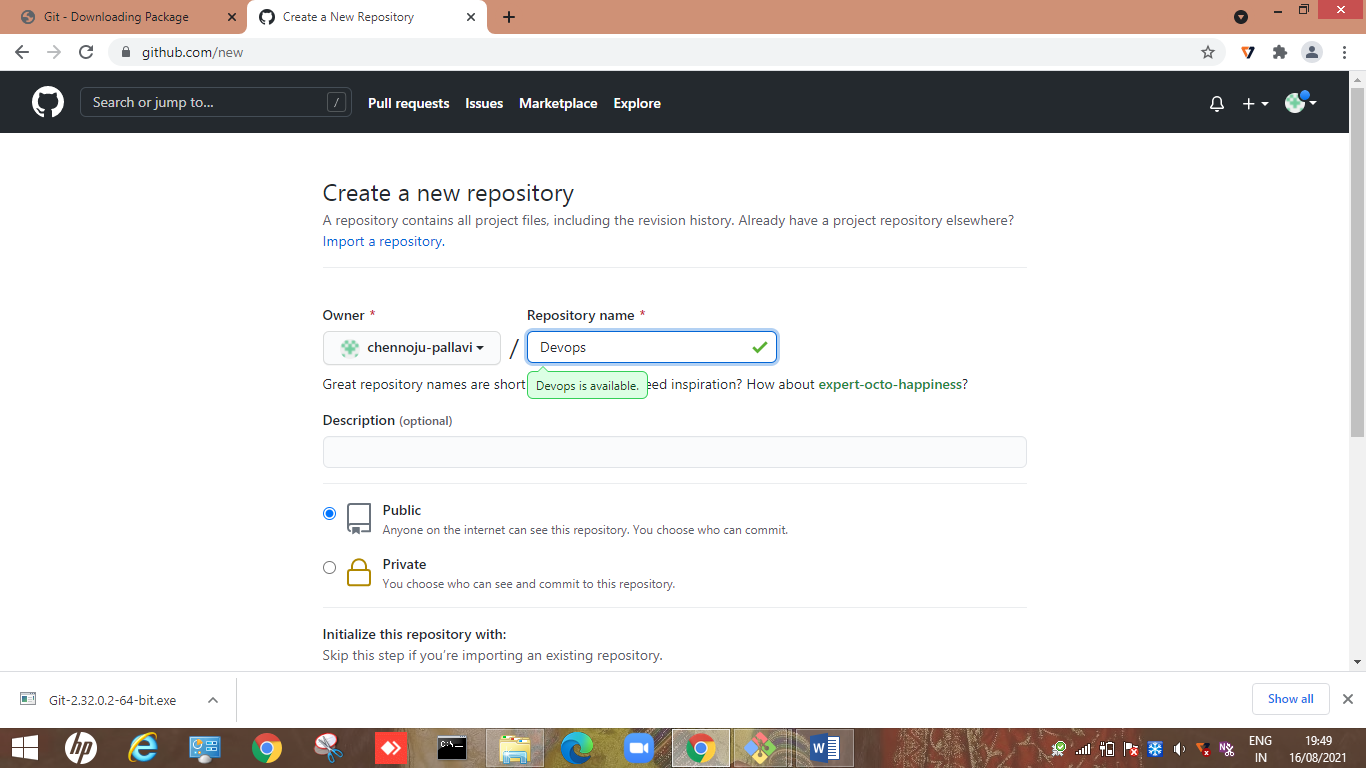 Git - Downloading Package
Create a New Repository
github.com/new
Search or jump to... /
Pull requests Issues Marketplace Explore
Create a new repository
A repository contains all project files, including the revision history. Already have a project repository elsewhere?
Import a repository.
Owner * Repository name *
chennoju-pallavi / Devops
Great repository names are short Devops is available. eed inspiration? How about expert-octo-happiness?
Description (optional)
Public
Anyone on the internet can see this repository. You choose who can commit.
Private
You choose who can see and commit to this repository.
Initialize this repository with:
Skip this step if you're importing an existing repository.
Git-2.32.0.2-64-bit.exe
Show all
hp
C:\.
W
ENG 19:49
IN 16/08/2021